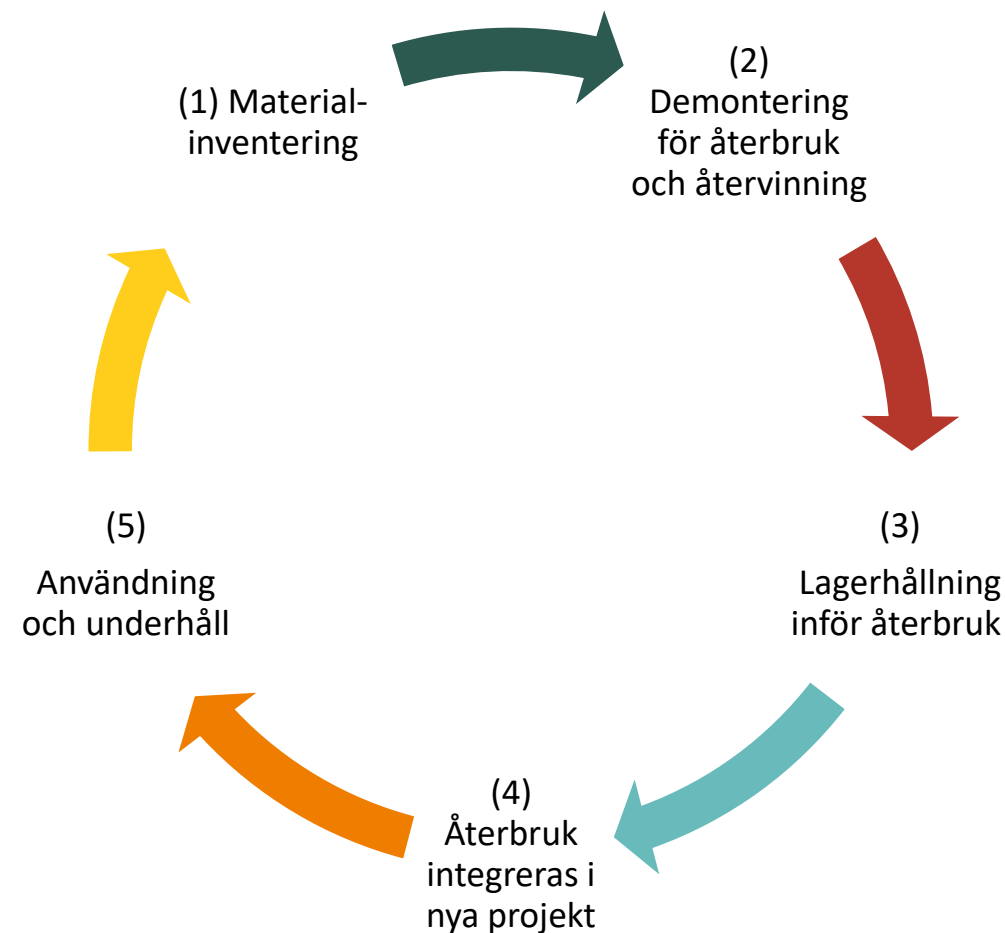 (1) Material-
inventering
(2)
Demontering
för återbruk
och återvinning
(3)
Lagerhållning
inför återbruk
(4)
Återbruk
integreras i
nya projekt
(5)
Användning
och underhåll